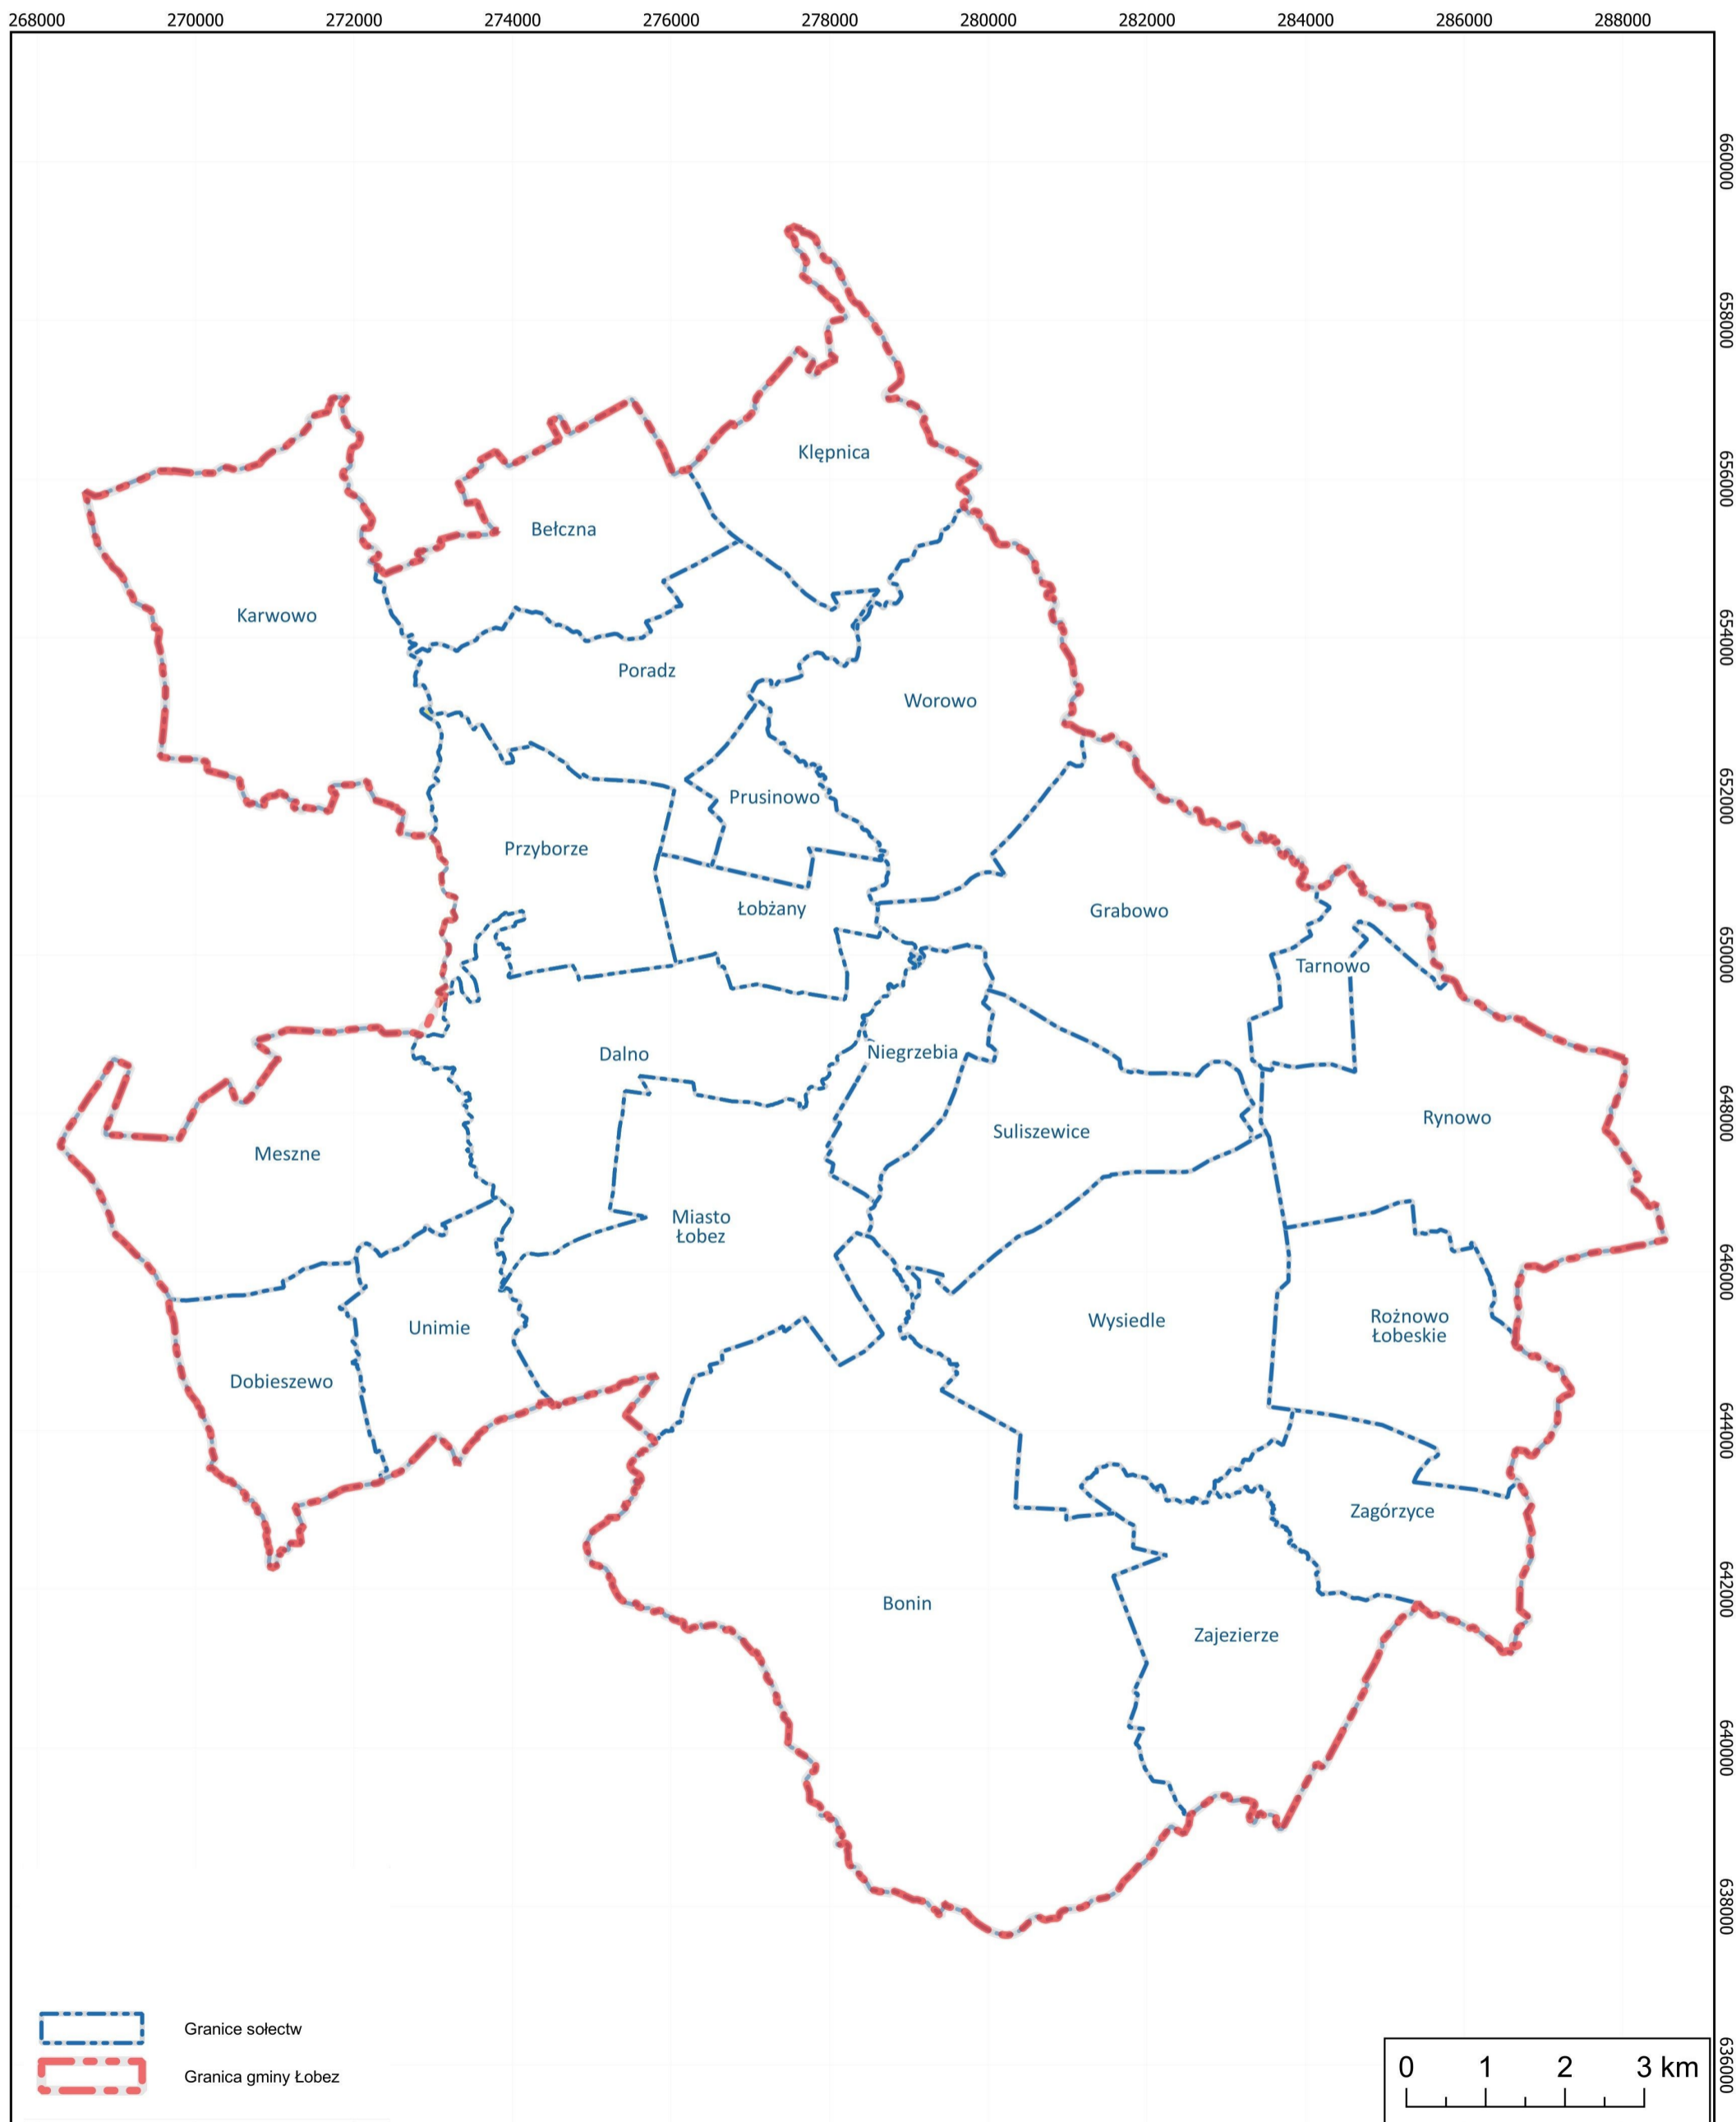 268000 270000 272000 274000 276000 278000 280000 282000 284000 286000 288000
660000
658000
Klępnica
656000
Bełczna
Karwowo
654000
Poradz
Worowo
652000
Prusinowo
Przyborze
Łobżany
Grabowo
650000
Tarnowo
Niegrzebia
Dalno
648000
Rynowo
Suliszewice
Meszne
Miasto
Łobez
646000
Rożnowo
Łobeskie
Wysiedle
Unimie
Dobieszewo
644000
Zagórzyce
642000
Bonin
Zajezierze
640000
638000
Granice sołectw
Granica gminy Łobez
636000
0 1 2 3 km